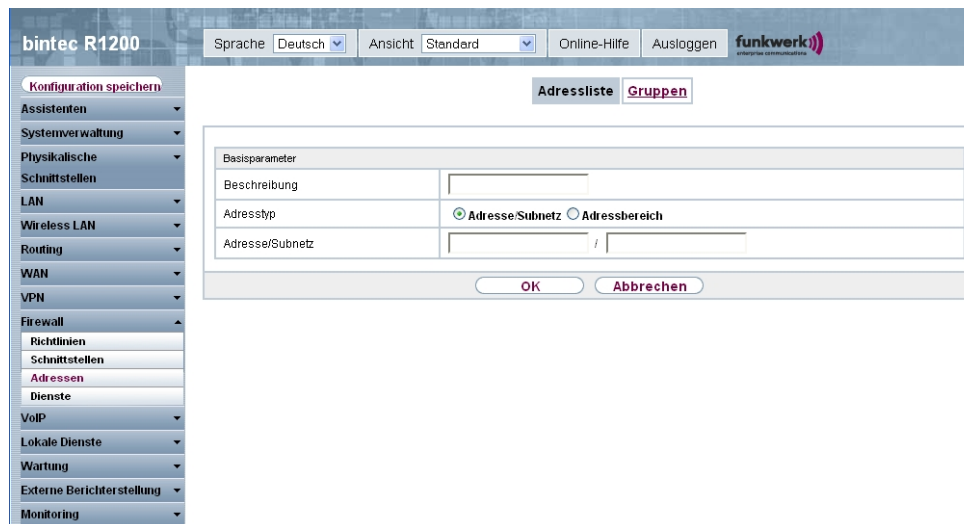 bintec R1200
Sprache Deutsch Ansicht Standard Online-Hilfe Ausloggen funkwerk
enterprise communications
Konfiguration speichern
Assistenten
Systemverwaltung
Physikalische
Schnittstellen
LAN
Wireless LAN
Routing
WAN
VPN
Firewall
Richtlinien
Schnittstellen
Adressen
Dienste
VoIP
Lokale Dienste
Wartung
Externe Berichterstellung
Monitoring
Adressliste Gruppen
Basisparameter
Beschreibung
Adresstyp Adresse/Subnetz Adressbereich
Adresse/Subnetz /
OK Abbrechen